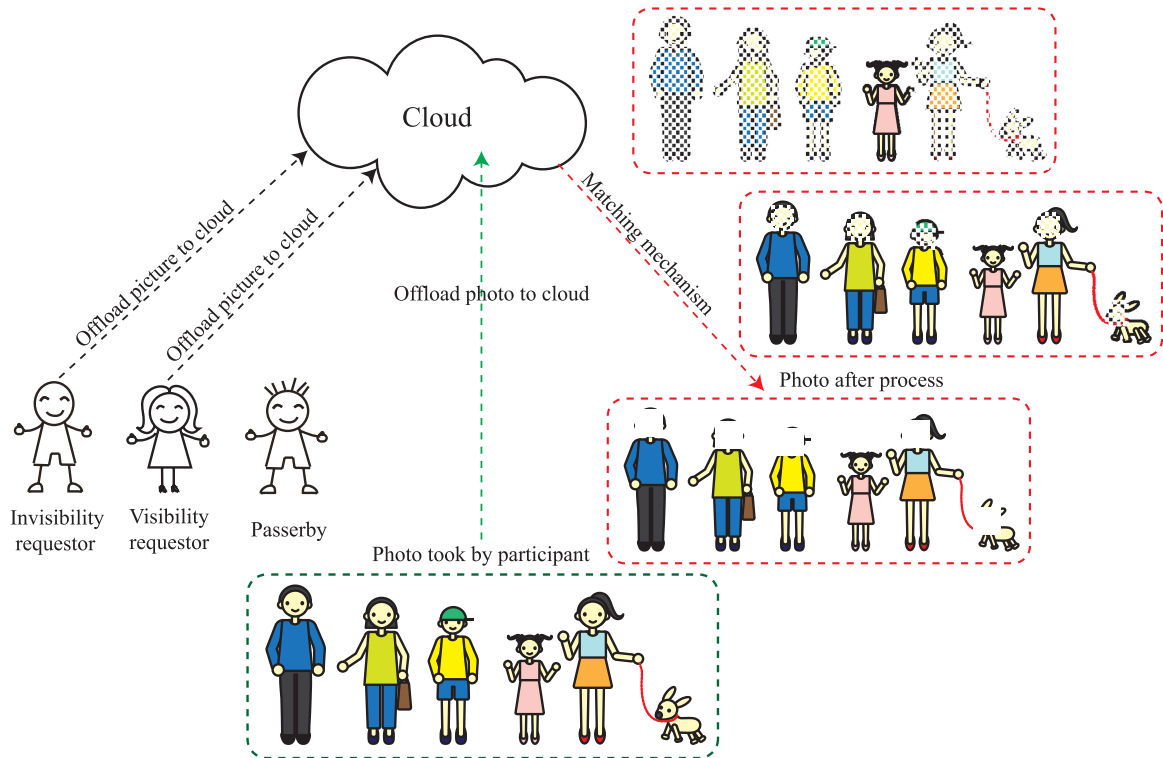 Cloud
Offload picture to cloud
Offload picture to cloud
Offload photo to cloud
Matching mechanism
Photo after process
Invisibility
requestor
Visibility
requestor
Passerby
Photo took by participant